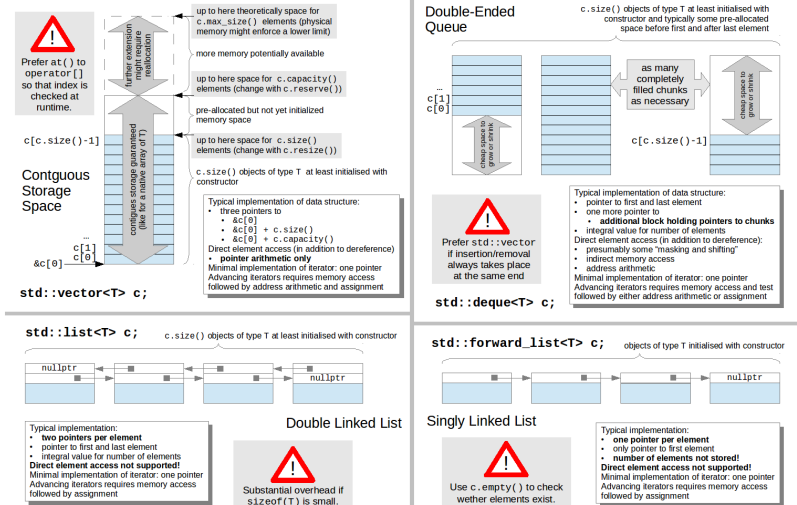 up to here theoretically space for
c.max_size() elements (physical
memory might enforce a lower limit)
more memory potentially available
up to here space for c.capacity()
elements (change with c.reserve())
pre-allocated but not yet initialized
memory space
up to here space for c.size()
elements (change with c.resize())
c.size() objects of type T at least initialised with
constructor
further extension
might require
reallocation
contigues storage guaranteed
(like for a native array of T)
!
Prefer at() to
operator[]
so that index is
checked at
runtime.
c[c.size()-1]
Contguous
Storage
Space
…
c[1]
c[0]
&c[0]
std::vector<T> c;
Typical implementation of data structure:
• three pointers to
• &c[0]
• &c[0] + c.size()
• &c[0] + c.capacity()
Direct element access (in addition to dereference)
• pointer arithmetic only
Minimal implementation of iterator: one pointer
Advancing iterators requires memory access
followed by address arithmetic and assignment
Double-Ended
Queue
c.size() objects of type T at least initialised with
constructor and typically some pre-allocated
space before first and after last element
…
c[1]
c[0]
cheap space to
grow or shrink
as many
completely
filled chunks
as necessary
cheap space to
grow or shrink
c[c.size()-1]
!
Prefer std::vector
if insertion/removal
always takes place
at the same end
std::deque<T> c;
Typical implementation of data structure:
• pointer to first and last element
• one more pointer to
• additional block holding pointers to chunks
• integral value for number of elements
Direct element access (in addition to dereference):
• presumably some "masking and shifting"
• indirect memory access
• address arithmetic
Minimal implementation of iterator: one pointer
Advancing iterators requires memory access and test
followed by either address arithmetic or assignment
std::list<T> c;
c.size() objects of type T at least initialised with constructor
nullptr
nullptr
Double Linked List
Typical implementation:
• two pointers per element
• pointer to first and last element
• integral value for number of elements
Direct element access not supported!
Minimal implementation of iterator: one pointer
Advancing iterators requires memory access
followed by assignment
!
Substantial overhead if
sizeof(T) is small.
std::forward_list<T> c;
objects of type T initialised with constructor
nullptr
Singly Linked List
!
Use c.empty() to check
wether elements exist.
Typical implementation:
• one pointer per element
• only pointer to first element
• number of elements not stored!
Direct element access not supported!
Minimal implementation of iterator: one pointer
Advancing iterators requires memory access
followed by assignment